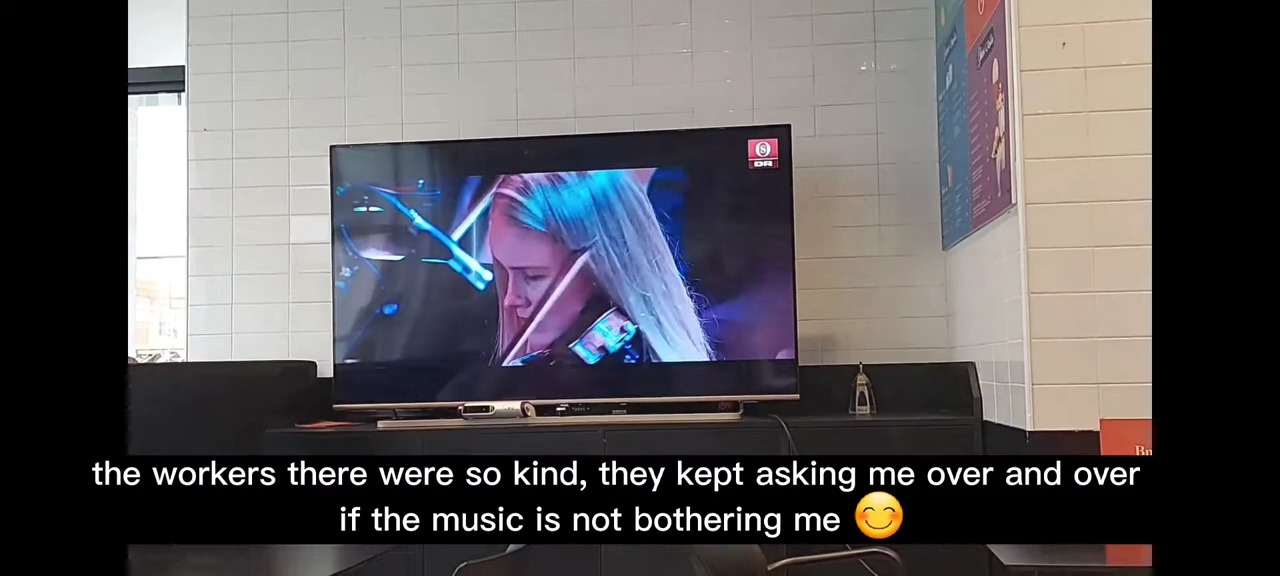 DR
the workers there were so kind, they kept asking me over and over
if the music is not bothering me 😊